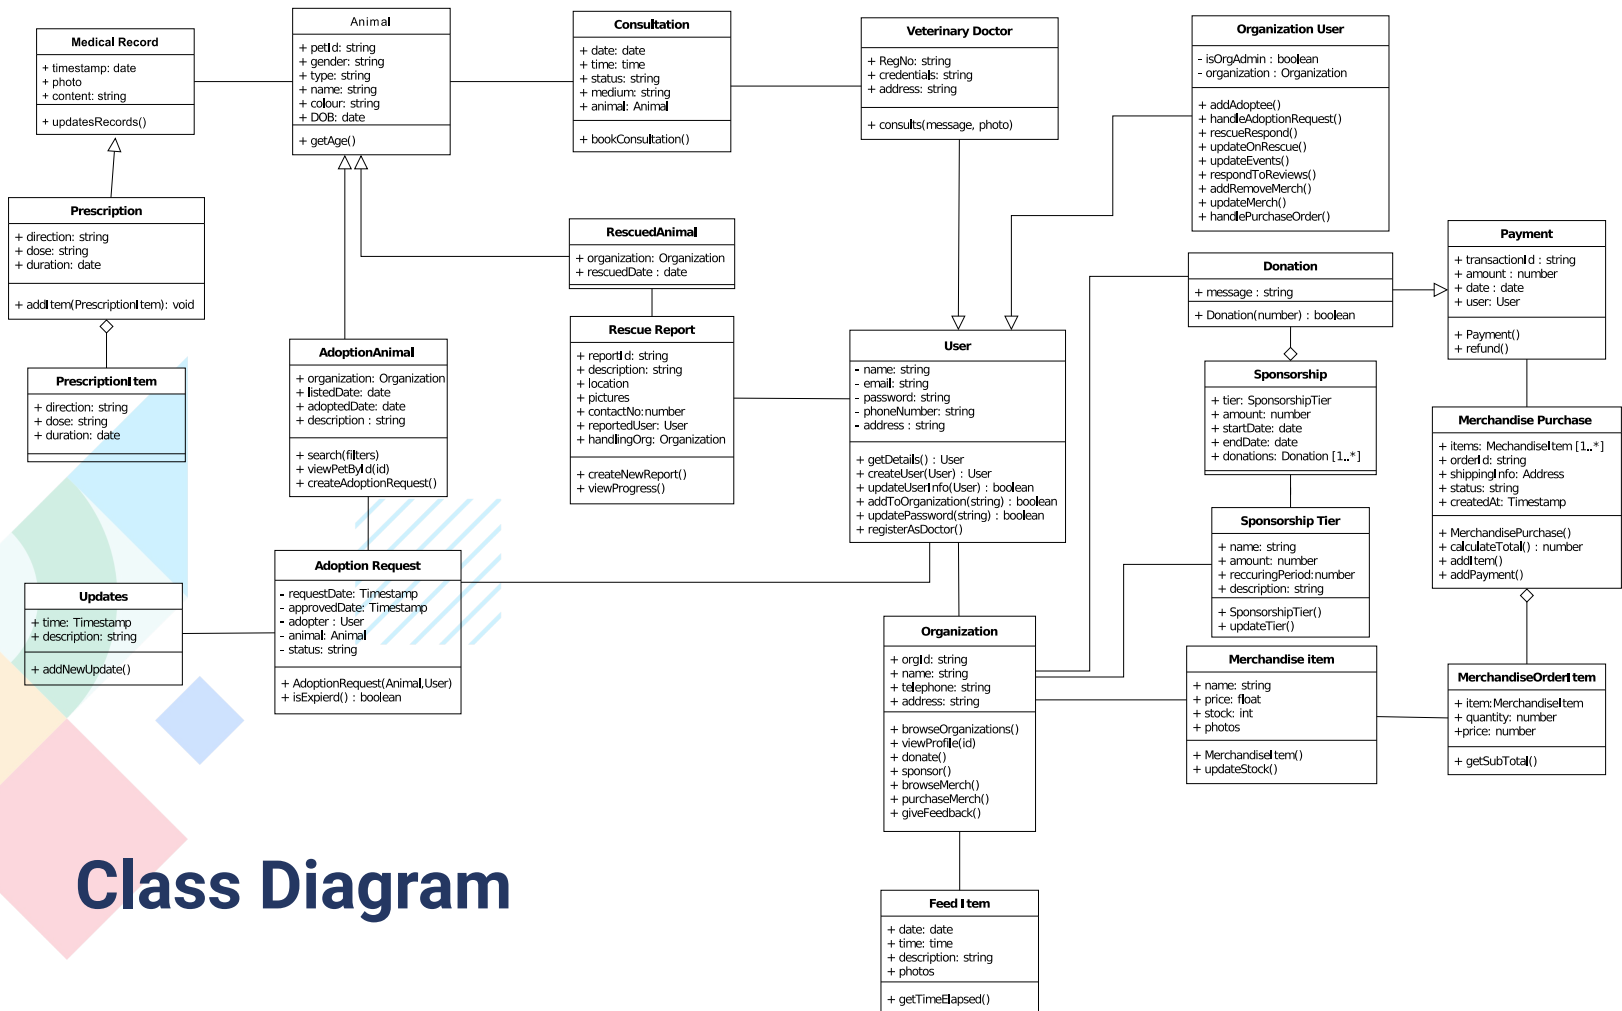 Medical Record
+ timestamp: date
+ photo
+ content: string
+ updatesRecords()
Animal
+ petId: string
+ gender: string
+ type: string
+ name: string
+ colour: string
+ DOB: date
+ getAge()
Consultation
+ date: date
+ time: time
+ status: string
+ medium: string
+ animal: Animal
+ bookConsultation()
Veterinary Doctor
+ RegNo: string
+ credentials: string
+ address: string
+ consults(message, photo)
Organization User
- isOrgAdmin : boolean
- organization : Organization
+ addAdoptee()
+ handleAdoptionRequest()
+ rescueRespond()
+ updateOnRescue()
+ updateEvents()
+ respondToReviews()
+ addRemoveMerch()
+ updateMerch()
+ handlePurchaseOrder()
Prescription
+ direction: string
+ dose: string
+ duration: date
+ addItem(PrescriptionItem): void
RescuedAnimal
+ organization: Organization
+ rescuedDate : date
Donation
+ message : string
+ Donation(number) : boolean
Payment
+ transactionId : string
+ amount : number
+ date : date
+ user: User
+ Payment()
+ refund()
PrescriptionItem
+ direction: string
+ dose: string
+ duration: date
AdoptionAnimal
+ organization: Organization
+ listedDate: date
+ adoptedDate: date
+ description : string
+ search(filters)
+ viewPetById(id)
+ createAdoptionRequest()
Rescue Report
+ reportId: string
+ description: string
+ location
+ pictures
+ contactNo:number
+ reportedUser: User
+ handlingOrg: Organization
+ createNewReport()
+ viewProgress()
User
- name: string
- email: string
- password: string
- phoneNumber: string
- address : string
+ getDetails() : User
+ createUser(User) : User
+ updateUserInfo(User) : boolean
+ addToOrganization(string) : boolean
+ updatePassword(string) : boolean
+ registerAsDoctor()
Sponsorship
+ tier: SponsorshipTier
+ amount: number
+ startDate: date
+ endDate: date
+ donations: Donation [1..*]
Merchandise Purchase
+ items: MechandiseItem [1..*]
+ orderId: string
+ shippingInfo: Address
+ status: string
+ createdAt: Timestamp
+ MerchandisePurchase()
+ calculateTotal() : number
+ addItem()
+ addPayment()
Sponsorship Tier
+ name: string
+ amount: number
+ reccuringPeriod:number
+ description: string
+ SponsorshipTier()
+ updateTier()
Updates
+ time: Timestamp
+ description: string
+ addNewUpdate()
Adoption Request
- requestDate: Timestamp
- approvedDate: Timestamp
- adopter : User
- animal: Animal
- status: string
+ AdoptionRequest(Animal,User)
+ isExpierd() : boolean
Organization
+ orgId: string
+ name: string
+ telephone: string
+ address: string
+ browseOrganizations()
+ viewProfile(id)
+ donate()
+ sponsor()
+ browseMerch()
+ purchaseMerch()
+ giveFeedback()
Merchandise item
+ name: string
+ price: float
+ stock: int
+ photos
+ MerchandiseItem()
+ updateStock()
MerchandiseOrderItem
+ item:MerchandiseItem
+ quantity: number
+price: number
+ getSubTotal()
Class Diagram
Feed Item
+ date: date
+ time: time
+ description: string
+ photos
+ getTimeElapsed()